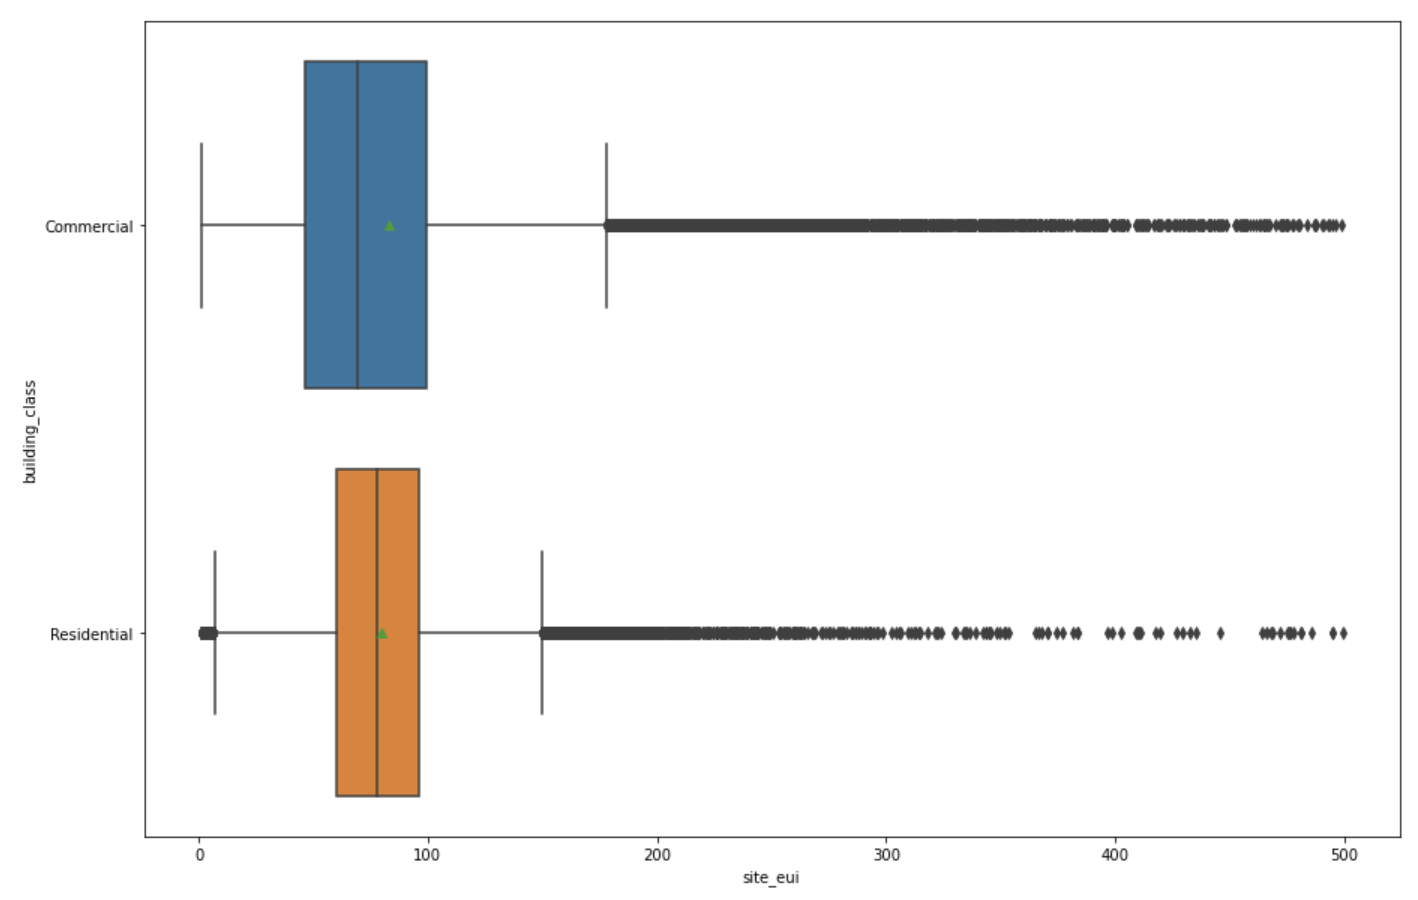 Commercial
building_class
Residential
0 100 200 300 400 500
site_eui